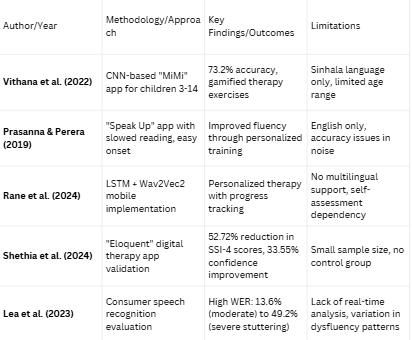 Author/Year
Methodology/Approa
ch
Key
Findings/Outcomes
Limitations
Vithana et al. (2022)
CNN-based "MiMi"
app for children 3-14
73.2% accuracy,
gamified therapy
exercises
Sinhala language
only, limited age
range
Prasanna & Perera
(2019)
"Speak Up" app with
slowed reading, easy
onset
Improved fluency
through personalized
training
English only,
accuracy issues in
noise
Rane et al. (2024)
LSTM + Wav2Vec2
mobile
implementation
Personalized therapy
with progress
tracking
No multilingual
support, self-
assessment
dependency
Shethia et al. (2024)
"Eloquent" digital
therapy app
validation
52.72% reduction in
SSI-4 scores, 33.55%
confidence
improvement
Small sample size, no
control group
Lea et al. (2023)
Consumer speech
recognition
evaluation
High WER: 13.6%
(moderate) to 49.2%
(severe stuttering)
Lack of real-time
analysis, variation in
dysfluency patterns